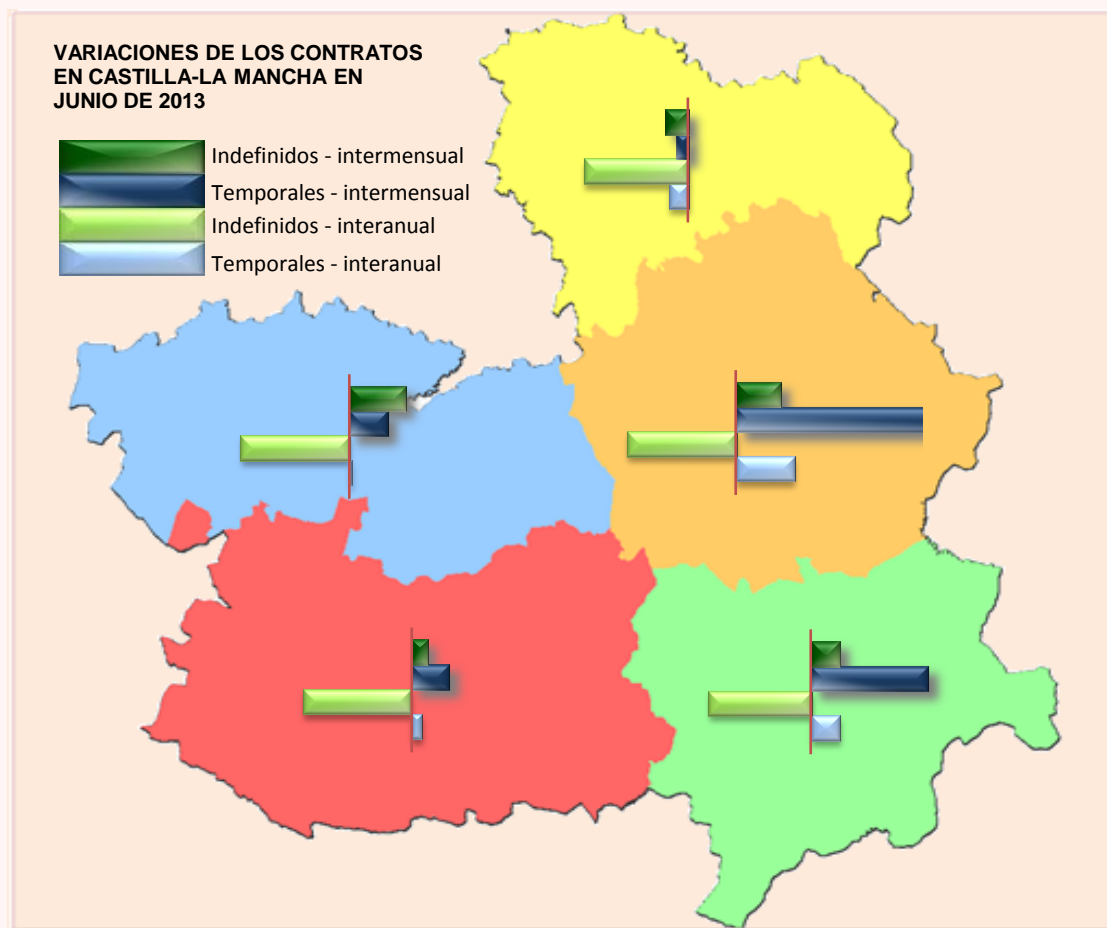 VARIACIONES DE LOS CONTRATOS
EN CASTILLA-LA MANCHA EN
JUNIO DE 2013
Indefinidos - intermensual
Temporales - intermensual
Indefinidos - interanual
Temporales - interanual